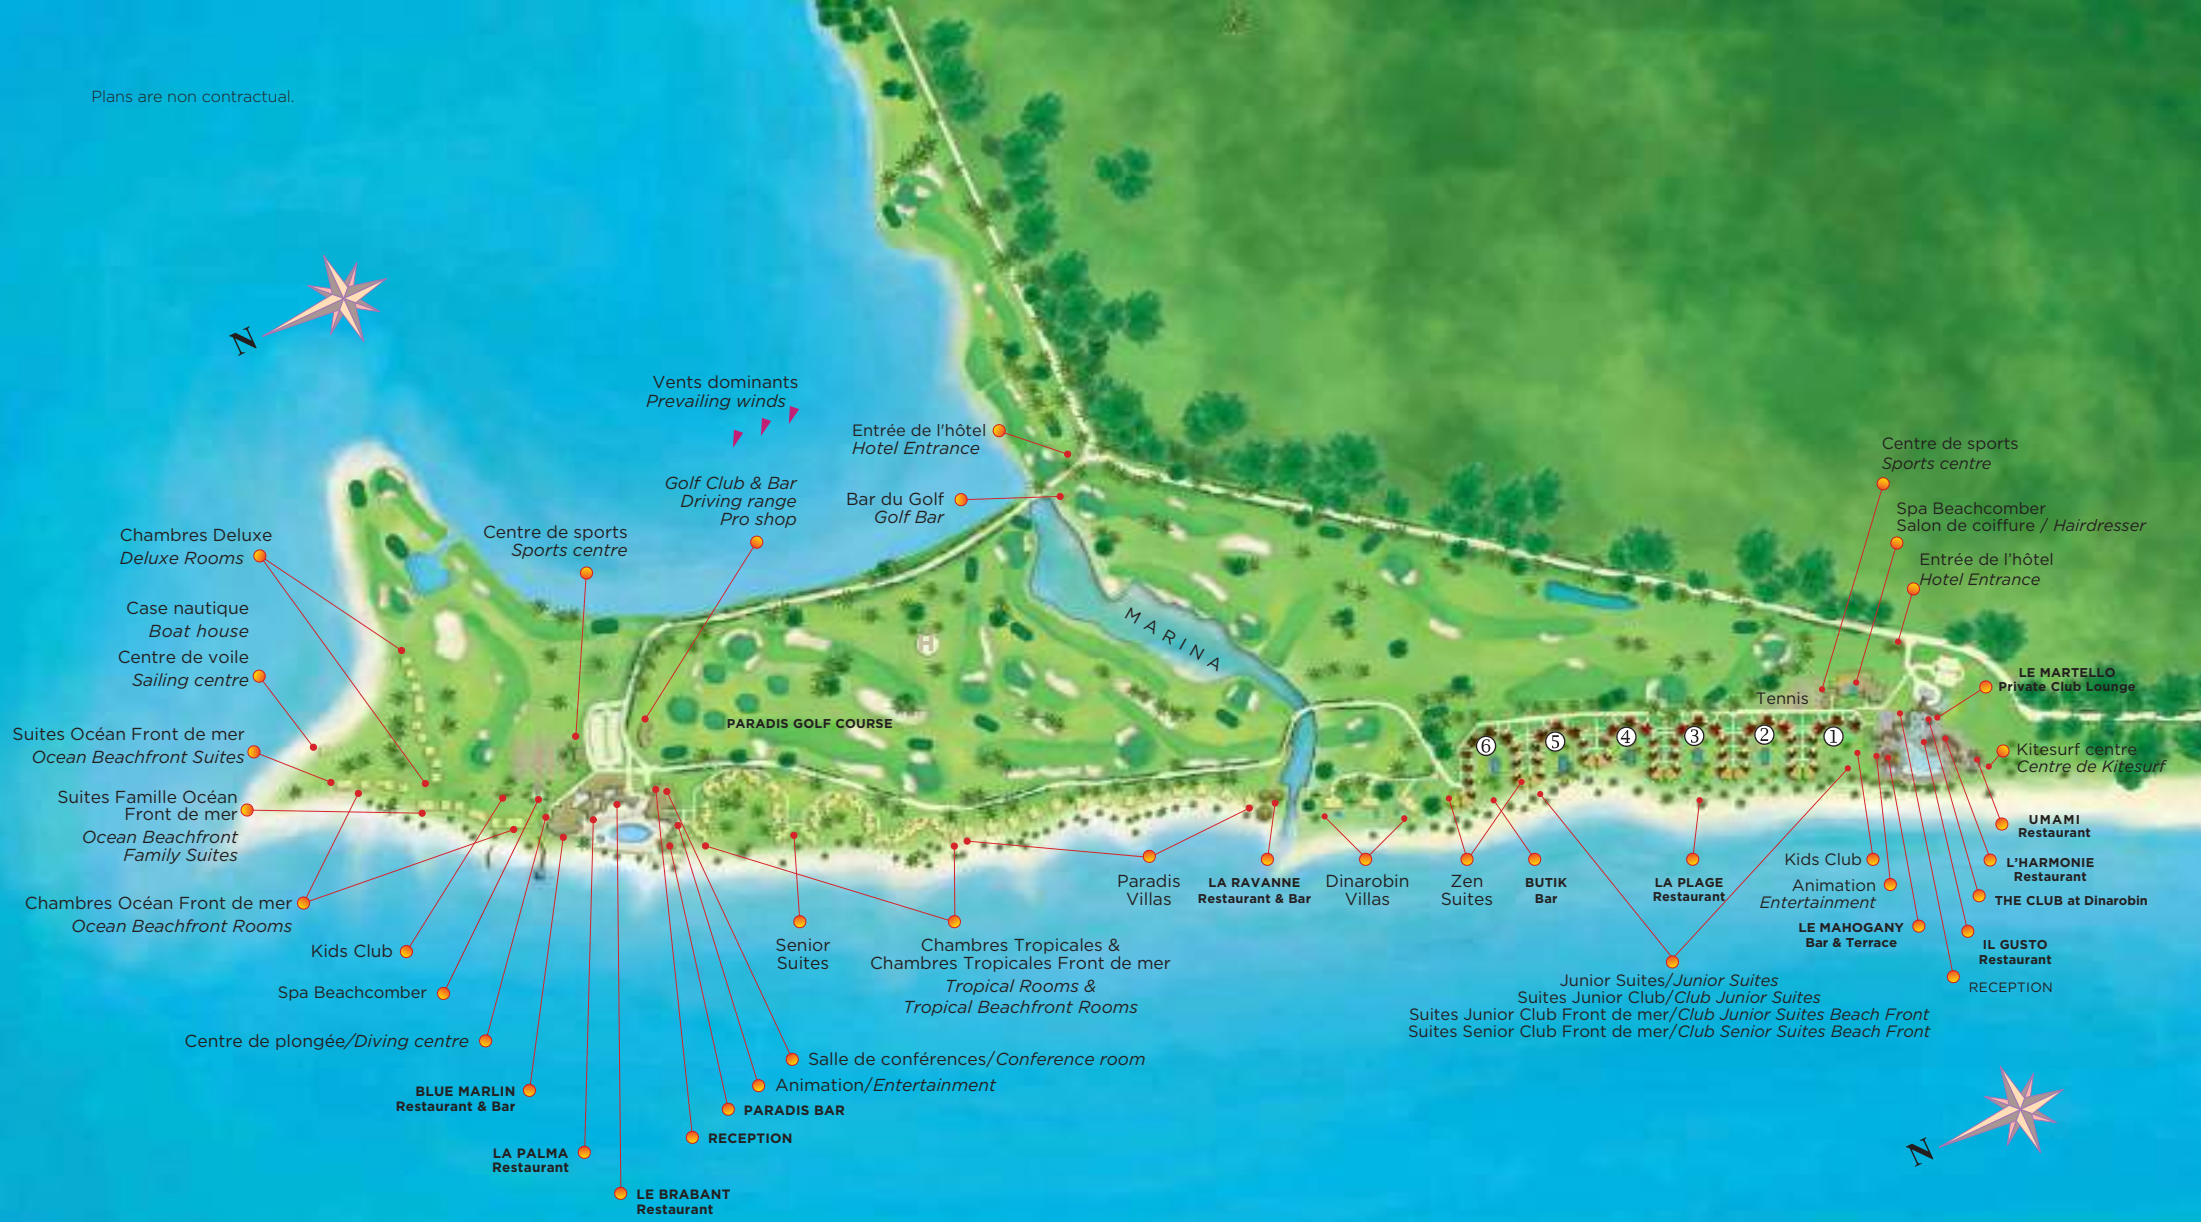 Plans are non contractual.
N
Vents dominants
Prevailing winds
Entrée de l'hôtel
Hotel Entrance
Golf Club & Bar
Driving range
Pro shop
Bar du Golf
Golf Bar
Centre de sports
Sports centre
Chambres Deluxe
Deluxe Rooms
Case nautique
Boat house
Centre de voile
Sailing centre
Suites Océan Front de mer
Ocean Beachfront Suites
Suites Famille Océan
Front de mer
Ocean Beachfront
Family Suites
Chambres Océan Front de mer
Ocean Beachfront Rooms
Kids Club
Spa Beachcomber
Centre de plongée/Diving centre
BLUE MARLIN
Restaurant & Bar
LA PALMA
Restaurant
LE BRABANT
Restaurant
RECEPTION
PARADIS BAR
Animation/Entertainment
Salle de conférences/Conference room
Senior
Suites
Chambres Tropicales &
Chambres Tropicales Front de mer
Tropical Rooms &
Tropical Beachfront Rooms
H
PARADIS GOLF COURSE
MARINA
Paradis
Villas
LA RAVANNE
Restaurant & Bar
Dinarobin
Villas
Zen
Suites
BUTIK
Bar
LA PLAGE
Restaurant
Junior Suites/Junior Suites
Suites Junior Club/Club Junior Suites
Suites Junior Club Front de mer/Club Junior Suites Beach Front
Suites Senior Club Front de mer/Club Senior Suites Beach Front
Centre de sports
Sports centre
Spa Beachcomber
Salon de coiffure / Hairdresser
Entrée de l'hôtel
Hotel Entrance
Tennis
6
5
4
3
2
1
LE MARTELLO
Private Club Lounge
Kitesurf centre
Centre de Kitesurf
UMAMI
Restaurant
L'HARMONIE
Restaurant
THE CLUB at Dinarobin
IL GUSTO
Restaurant
RECEPTION
Kids Club
Animation
Entertainment
LE MAHOGANY
Bar & Terrace
N